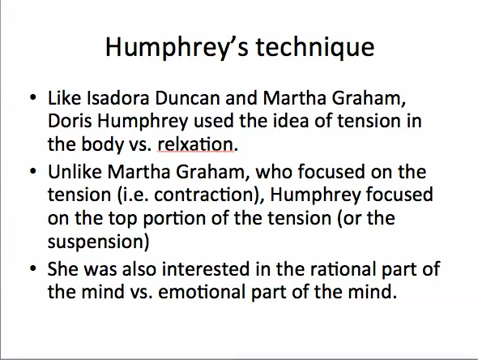 Humphrey's technique
• Like Isadora Duncan and Martha Graham,
Doris Humphrey used the idea of tension in
the body vs. relxation.
• Unlike Martha Graham, who focused on the
tension (i.e. contraction), Humphrey focused
on the top portion of the tension (or the
suspension)
• She was also interested in the rational part of
the mind vs. emotional part of the mind.